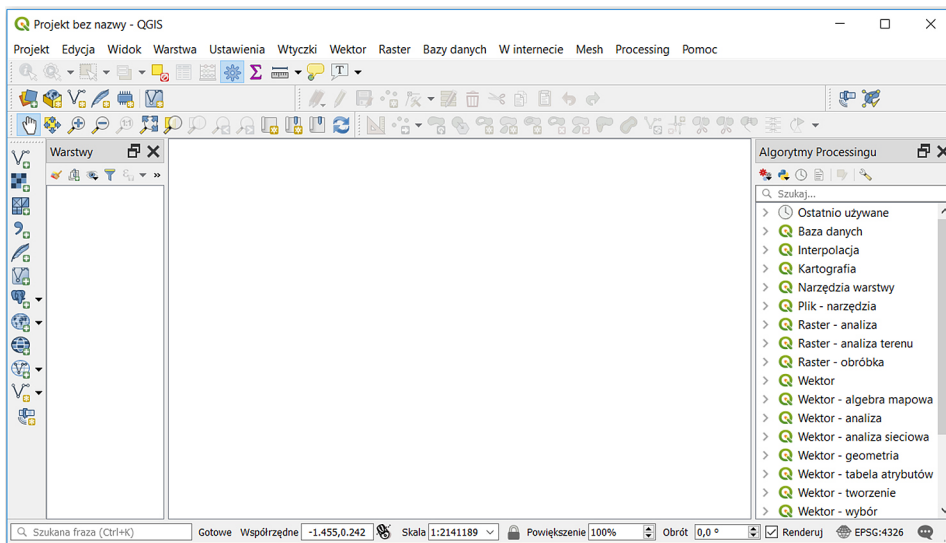 Projekt bez nazwy - QGIS
Projekt Edycja Widok Warstwa Ustawienia Wtyczki Wektor Raster Bazy danych W internecie Mesh Processing Pomoc
Warstwy
Algorytmy Processingu
Szukaj...
Ostatnio używane
Baza danych
Interpolacja
Kartografia
Narzędzia warstwy
Plik - narzędzia
Raster - analiza
Raster - analiza terenu
Raster - obróbka
Wektor
Wektor - algebra mapowa
Wektor - analiza
Wektor - analiza sieciowa
Wektor - geometria
Wektor - tabela atrybutów
Wektor - tworzenie
Wektor - wybór
Szukana fraza (Ctrl+K) Gotowe Współrzędne -1.455,0.242 Skala 1:2141189 Powiększenie 100% Obrót 0,0 ° Renderuj EPSG:4326